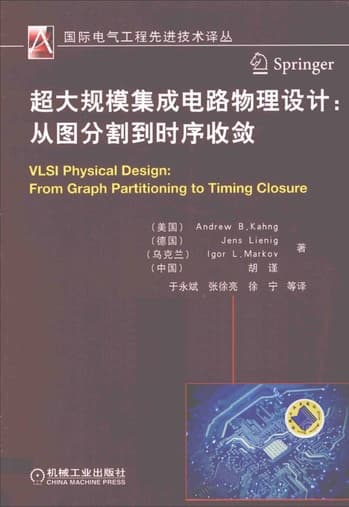 国际电气工程先进技术译丛
Springer
超大规模集成电路物理设计：
从图分割到时序收敛
VLSI Physical Design:
From Graph Partitioning to Timing Closure
（美国） Andrew B.Kahng
（德国） Jens Lienig
（乌克兰） Igor L.Markov 著
（中国） 胡 谨
于永斌 张徐亮 徐 宁 等译
机械工业出版社
CHINA MACHINE PRESS